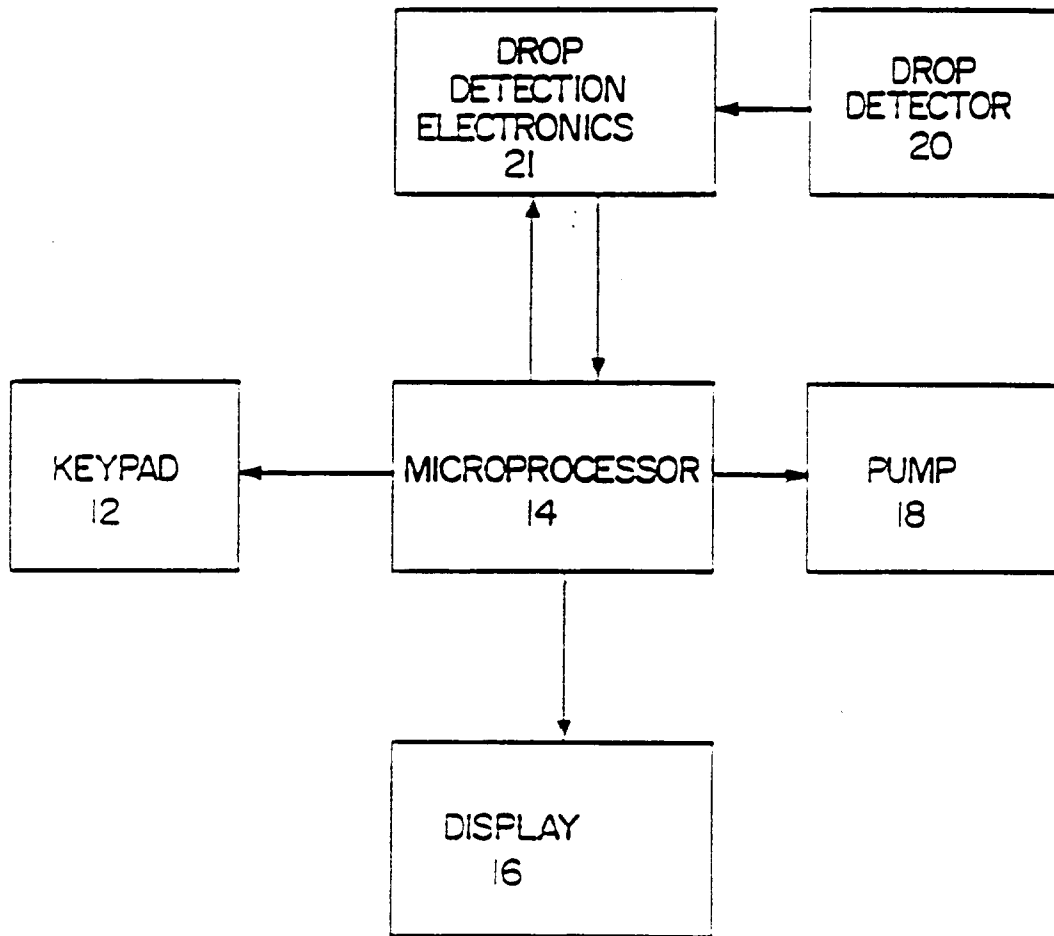 DROP
DETECTION
ELECTRONICS
21
DROP
DETECTOR
20
KEYPAD
12
MICROPROCESSOR
14
PUMP
18
DISPLAY
16